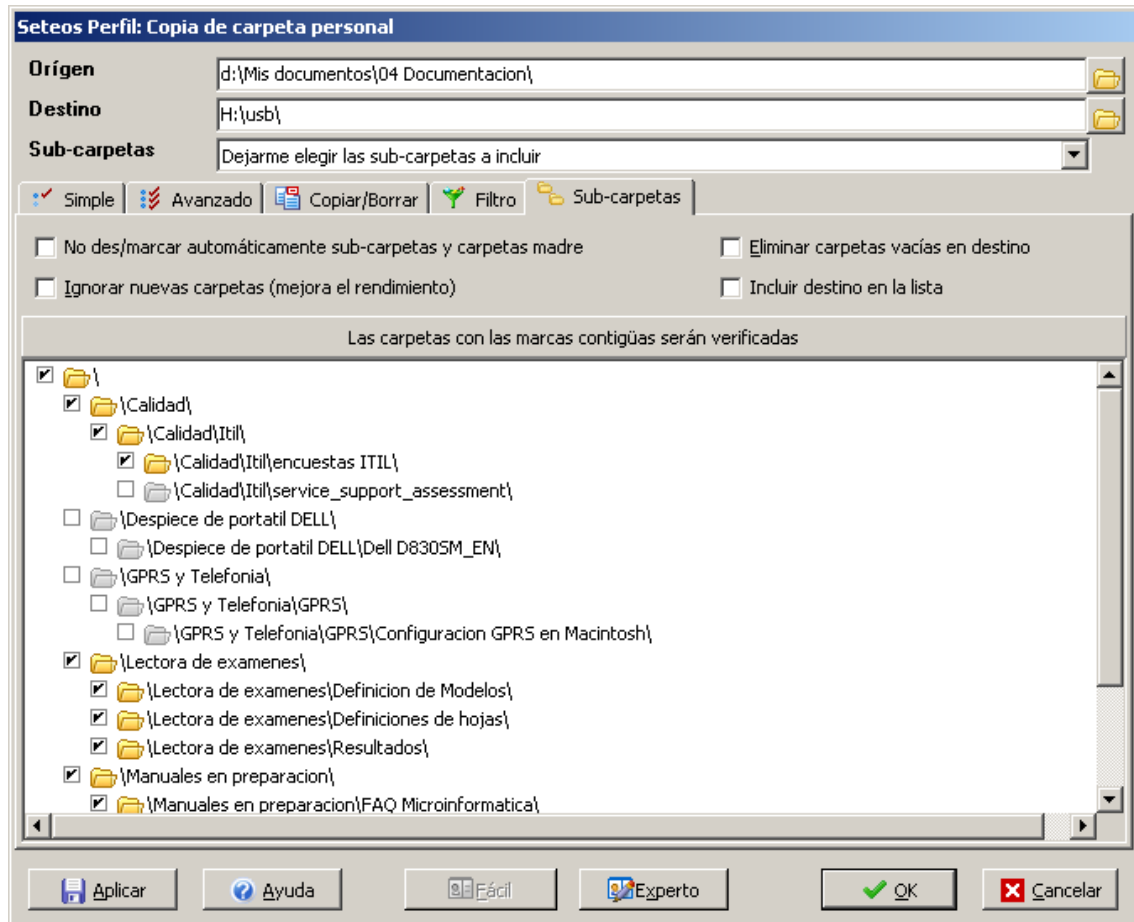 Seteos Perfil: Copia de carpeta personal
Orígen d:\Mis documentos\04 Documentacion\
Destino H:\usb\
Sub-carpetas Dejarme elegir las sub-carpetas a incluir
Simple Avanzado Copiar/Borrar Filtro Sub-carpetas
No des/marcar automáticamente sub-carpetas y carpetas madre Eliminar carpetas vacías en destino
Ignorar nuevas carpetas (mejora el rendimiento) Incluir destino en la lista
Las carpetas con las marcas contigüas serán verificadas
\
\Calidad\
\Calidad\Itil\
\Calidad\Itil\encuestas ITIL\
\Calidad\Itil\service_support_assessment\
\Despiece de portatil DELL\
\Despiece de portatil DELL\Dell D830SM_EN\
\GPRS y Telefonia\
\GPRS y Telefonia\GPRS\
\GPRS y Telefonia\GPRS\Configuracion GPRS en Macintosh\
\Lectora de examenes\
\Lectora de examenes\Definicion de Modelos\
\Lectora de examenes\Definiciones de hojas\
\Lectora de examenes\Resultados\
\Manuales en preparacion\
\Manuales en preparacion\FAQ Microinformatica\
Aplicar Ayuda Fácil Experto OK Cancelar